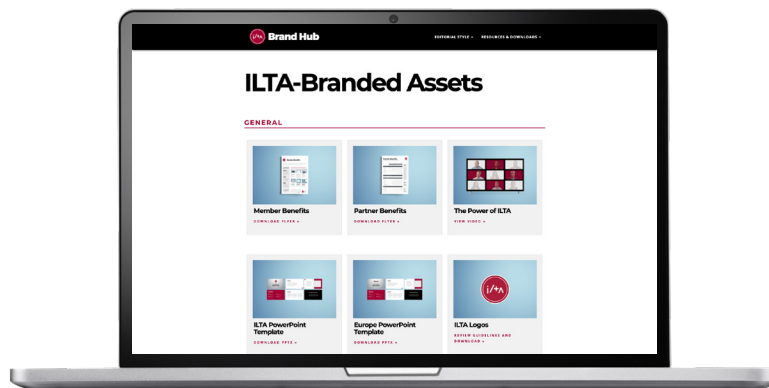 i/+Λ Brand Hub
EDITORIAL STYLE RESOURCES & DOWNLOADS
ILTA-Branded Assets
GENERAL
Member Benefits
DOWNLOAD FLYER »
Partner Benefits
DOWNLOAD FLYER »
The Power of ILTA
VIEW VIDEO »
i/+Λ
ILTA PowerPoint
Template
DOWNLOAD PPTX »
Europe PowerPoint
Template
DOWNLOAD PPTX »
ILTA Logos
REVIEW GUIDELINES AND
DOWNLOAD »